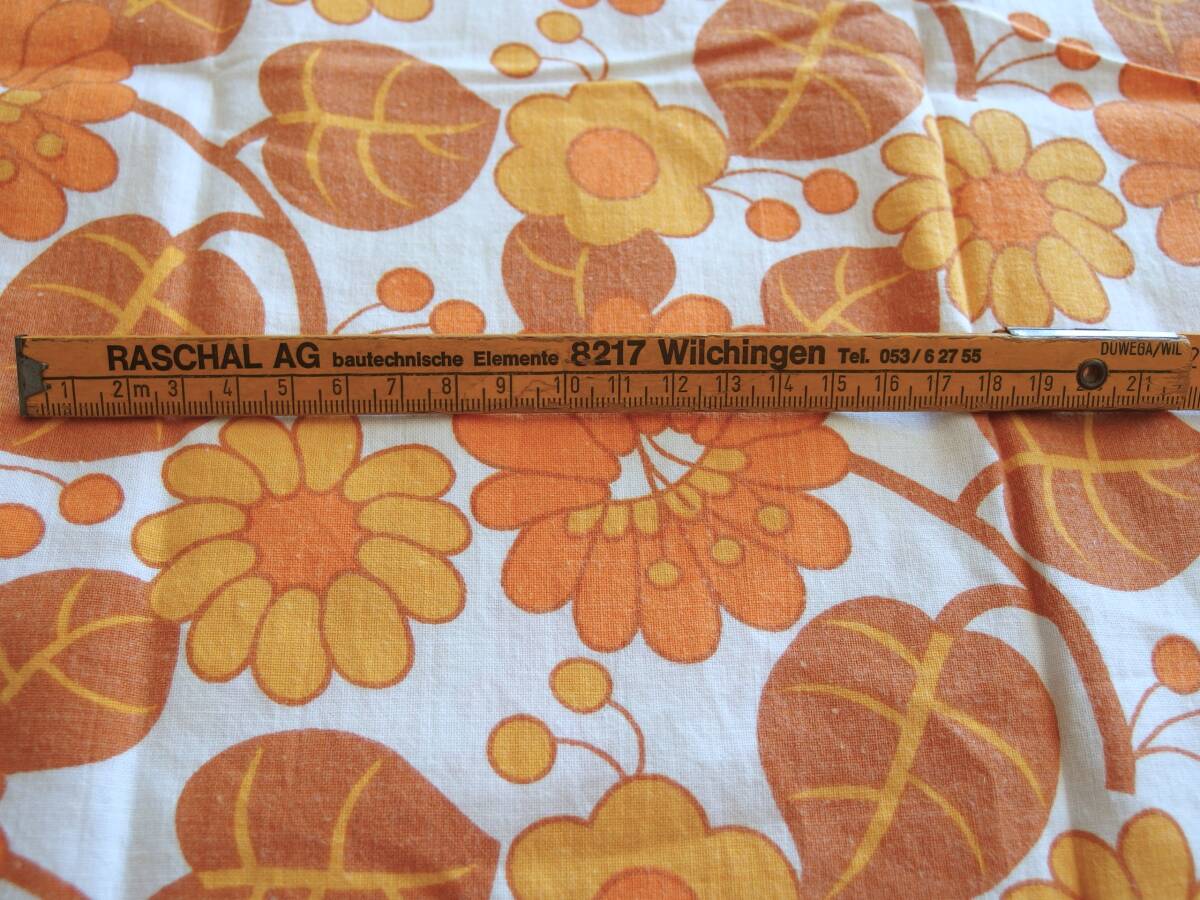 RASCHAL AG bautechnische Elemente 8217 Wilchingen Tel. 053/6 27 55
DUWEGA/WIL
1 2 m 3 4 5 6 7 8 9 10 11 12 13 14 15 16 17 18 19 21